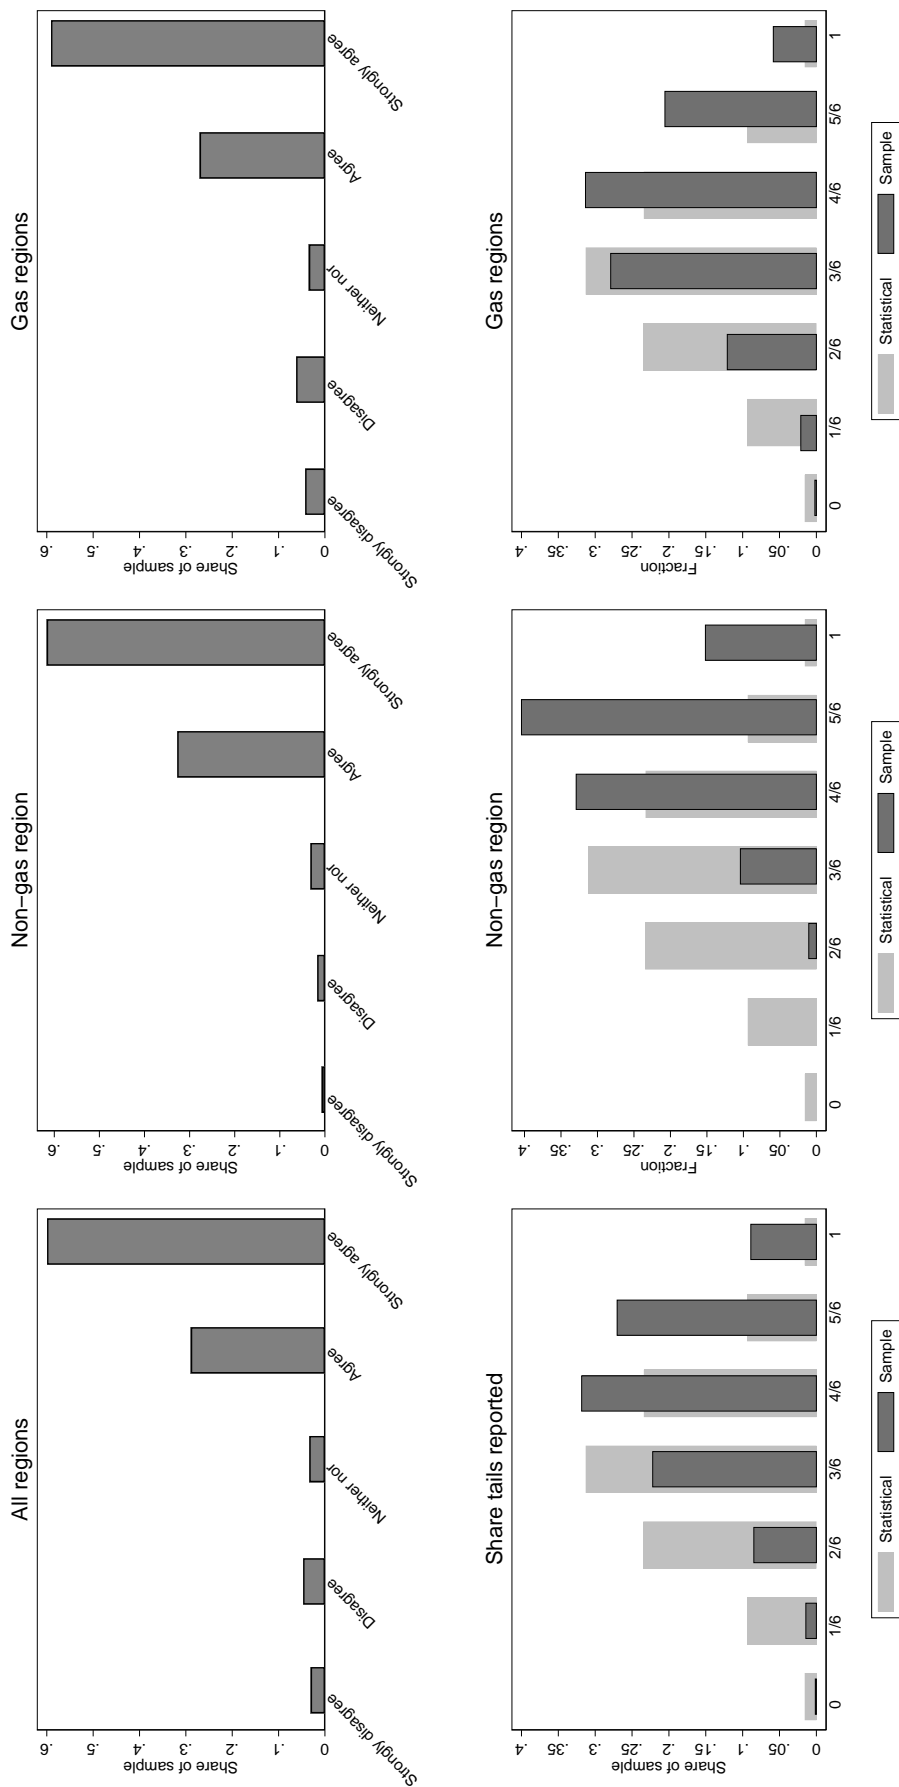 All regions
Share of sample
.6
.5
.4
.3
.2
.1
0
Strongly disagree
Disagree
Neither nor
Agree
Strongly agree
Non−gas region
Share of sample
.6
.5
.4
.3
.2
.1
0
Strongly disagree
Disagree
Neither nor
Agree
Strongly agree
Gas regions
Share of sample
.6
.5
.4
.3
.2
.1
0
Strongly disagree
Disagree
Neither nor
Agree
Strongly agree
Share tails reported
Share of sample
.4
.35
.3
.25
.2
.15
.1
.05
0
0 1/6 2/6 3/6 4/6 5/6 1
Statistical Sample
Non−gas region
Fraction
.4
.35
.3
.25
.2
.15
.1
.05
0
0 1/6 2/6 3/6 4/6 5/6 1
Statistical Sample
Gas regions
Fraction
.4
.35
.3
.25
.2
.15
.1
.05
0
0 1/6 2/6 3/6 4/6 5/6 1
Statistical Sample